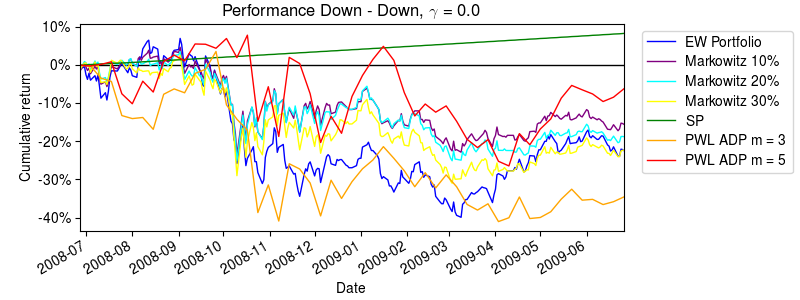 Performance Down - Down, γ = 0.0
10%
0%
-10%
-20%
-30%
-40%
Cumulative return
2008-07
2008-08
2008-09
2008-10
2008-11
2008-12
2009-01
2009-02
2009-03
2009-04
2009-05
2009-06
Date
EW Portfolio
Markowitz 10%
Markowitz 20%
Markowitz 30%
SP
PWL ADP m = 3
PWL ADP m = 5